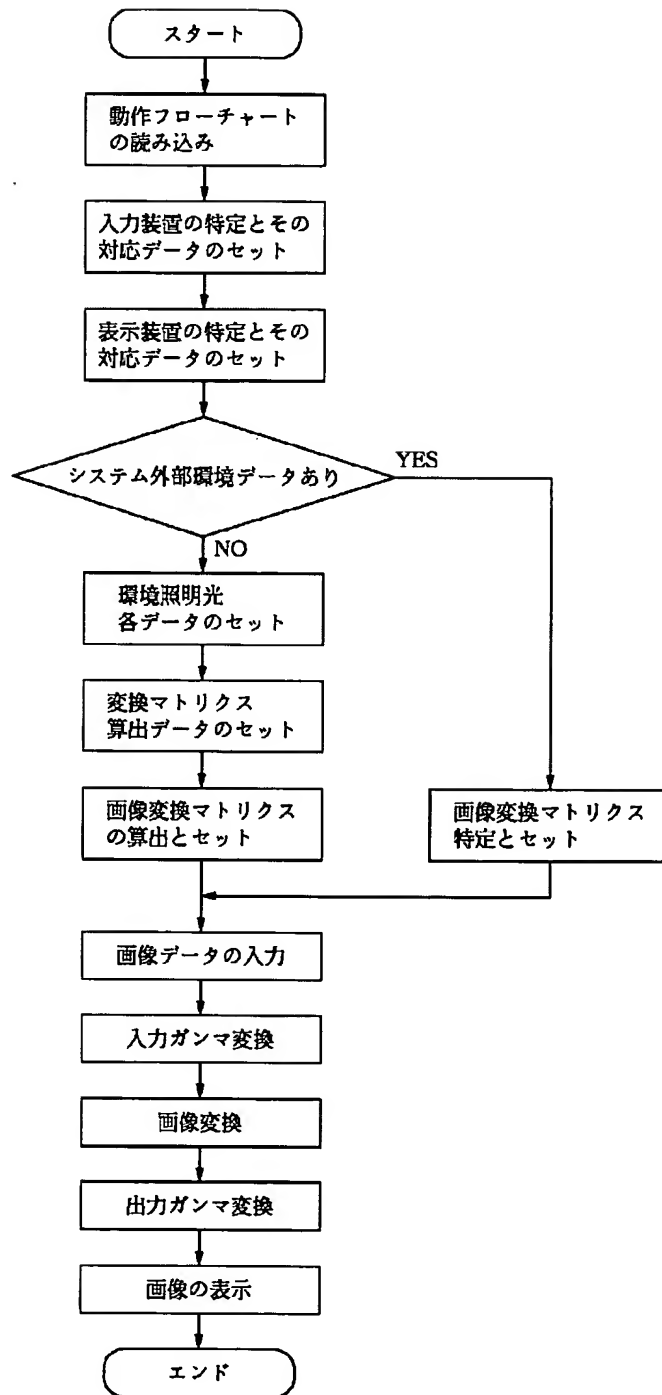 スタート
動作フローチャート
の読み込み
入力装置の特定とその
対応データのセット
表示装置の特定とその
対応データのセット
システム外部環境データあり
YES
NO
環境照明光
各データのセット
変換マトリクス
算出データのセット
画像変換マトリクス
の算出とセット
画像変換マトリクス
特定とセット
画像データの入力
入力ガンマ変換
画像変換
出力ガンマ変換
画像の表示
エンド